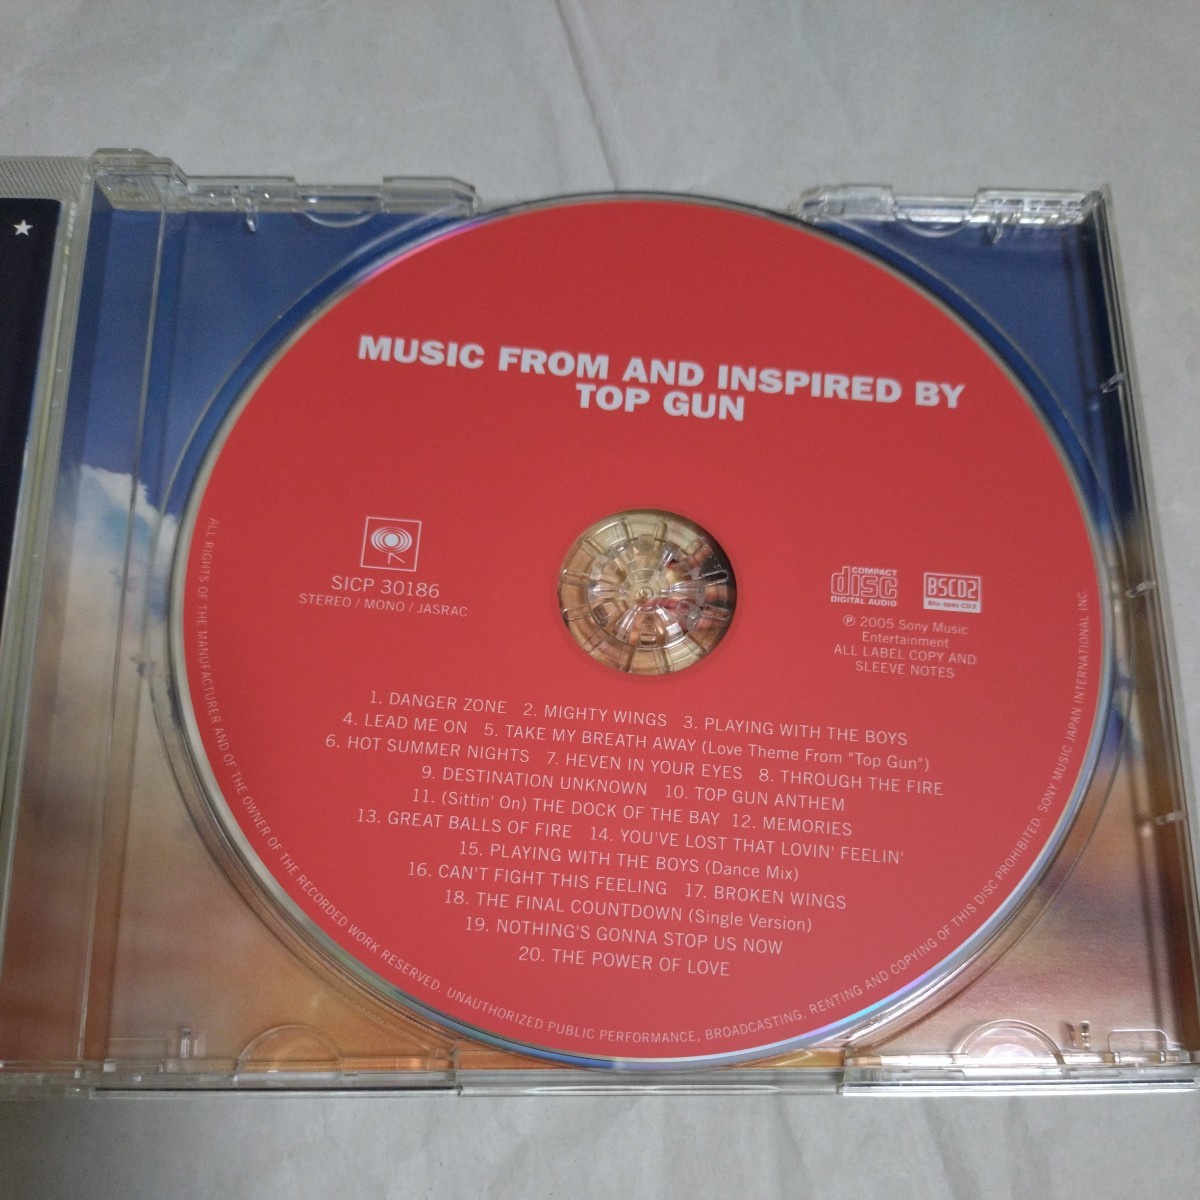 MUSIC FROM AND INSPIRED BY
TOP GUN
SICP 30186
STEREO / MONO / JASRAC
COMPACT
disc
DIGITAL AUDIO
BSCD2
Blu-spec CD 2
℗ 2005 Sony Music
Entertainment
ALL LABEL COPY AND
SLEEVE NOTES
1. DANGER ZONE 2. MIGHTY WINGS 3. PLAYING WITH THE BOYS
4. LEAD ME ON 5. TAKE MY BREATH AWAY (Love Theme From "Top Gun")
6. HOT SUMMER NIGHTS 7. HEVEN IN YOUR EYES 8. THROUGH THE FIRE
9. DESTINATION UNKNOWN 10. TOP GUN ANTHEM
11. (Sittin' On) THE DOCK OF THE BAY 12. MEMORIES
13. GREAT BALLS OF FIRE 14. YOU'VE LOST THAT LOVIN' FEELIN'
15. PLAYING WITH THE BOYS (Dance Mix)
16. CAN'T FIGHT THIS FEELING 17. BROKEN WINGS
18. THE FINAL COUNTDOWN (Single Version)
19. NOTHING'S GONNA STOP US NOW
20. THE POWER OF LOVE
ALL RIGHTS OF THE MANUFACTURER AND OF THE OWNER OF THE RECORDED WORK RESERVED. UNAUTHORIZED PUBLIC PERFORMANCE, BROADCASTING, RENTING AND COPYING OF THIS DISC PROHIBITED. SONY MUSIC JAPAN INTERNATIONAL INC.